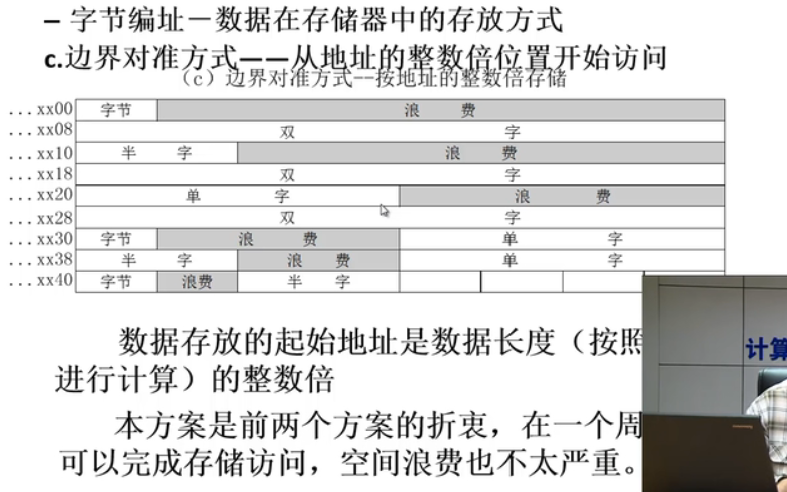 – 字节编址－数据在存储器中的存放方式
c.边界对准方式——从地址的整数倍位置开始访问
(c) 边界对准方式--按地址的整数倍存储
...xx00 字节 浪 费
...xx08 双 字
...xx10 半 字 浪 费
...xx18 双 字
...xx20 单 字 浪 费
...xx28 双 字
...xx30 字节 浪 费 单 字
...xx38 半 字 浪 费 单 字
...xx40 字节 浪费 半 字
数据存放的起始地址是数据长度（按照
进行计算）的整数倍
本方案是前两个方案的折衷，在一个周
可以完成存储访问，空间浪费也不太严重。
计算